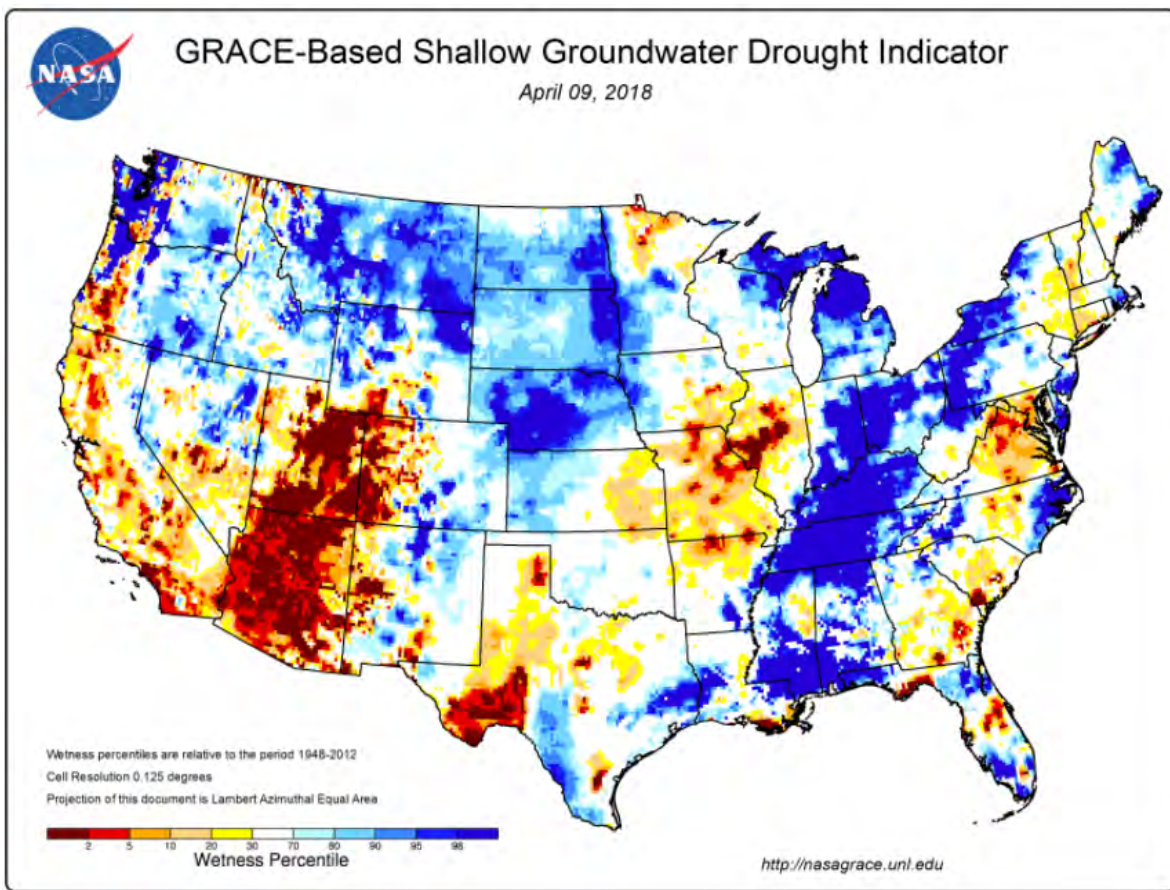 NASA
GRACE-Based Shallow Groundwater Drought Indicator
April 09, 2018
Wetness percentiles are relative to the period 1948-2012
Cell Resolution 0.125 degrees
Projection of this document is Lambert Azimuthal Equal Area
2 5 10 20 30 70 80 90 95 98
Wetness Percentile
http://nasagrace.unl.edu